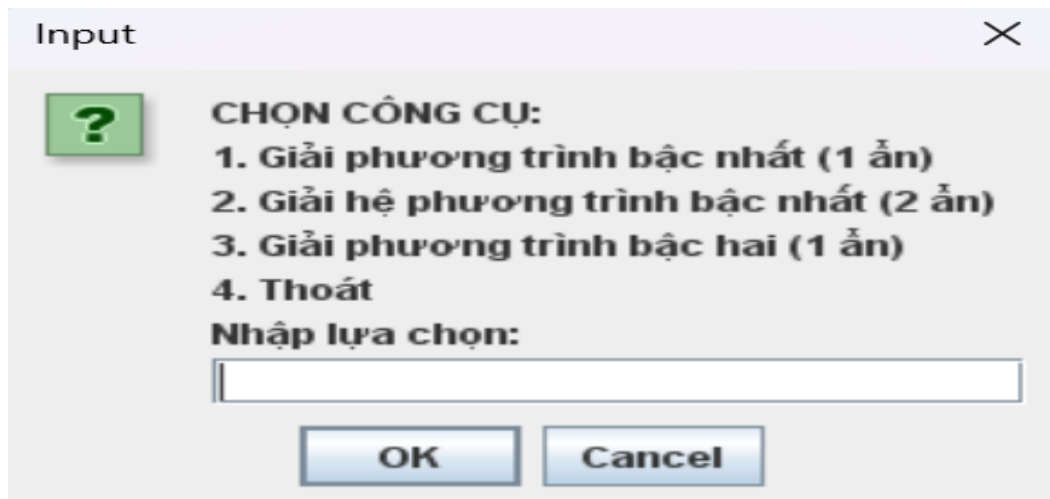 Input
?
CHỌN CÔNG CỤ:
1. Giải phương trình bậc nhất (1 ẩn)
2. Giải hệ phương trình bậc nhất (2 ẩn)
3. Giải phương trình bậc hai (1 ẩn)
4. Thoát
Nhập lựa chọn:
OK Cancel